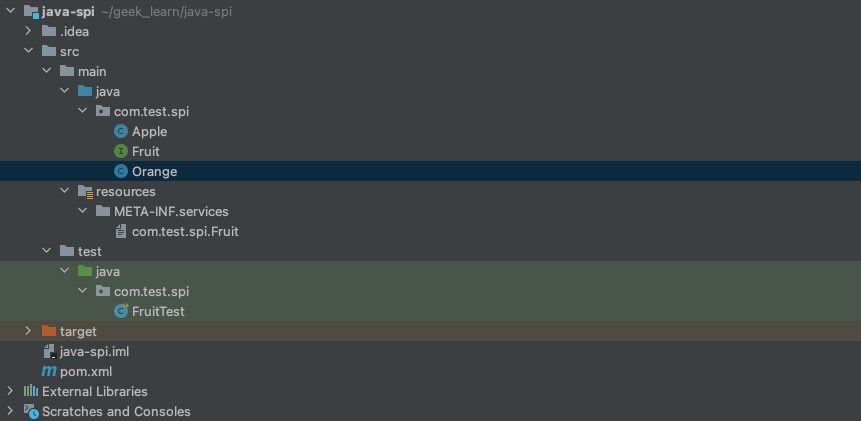 java-spi ~/geek_learn/java-spi
.idea
src
main
java
com.test.spi
C Apple
I Fruit
C Orange
resources
META-INF.services
com.test.spi.Fruit
test
java
com.test.spi
C FruitTest
target
java-spi.iml
m pom.xml
External Libraries
Scratches and Consoles